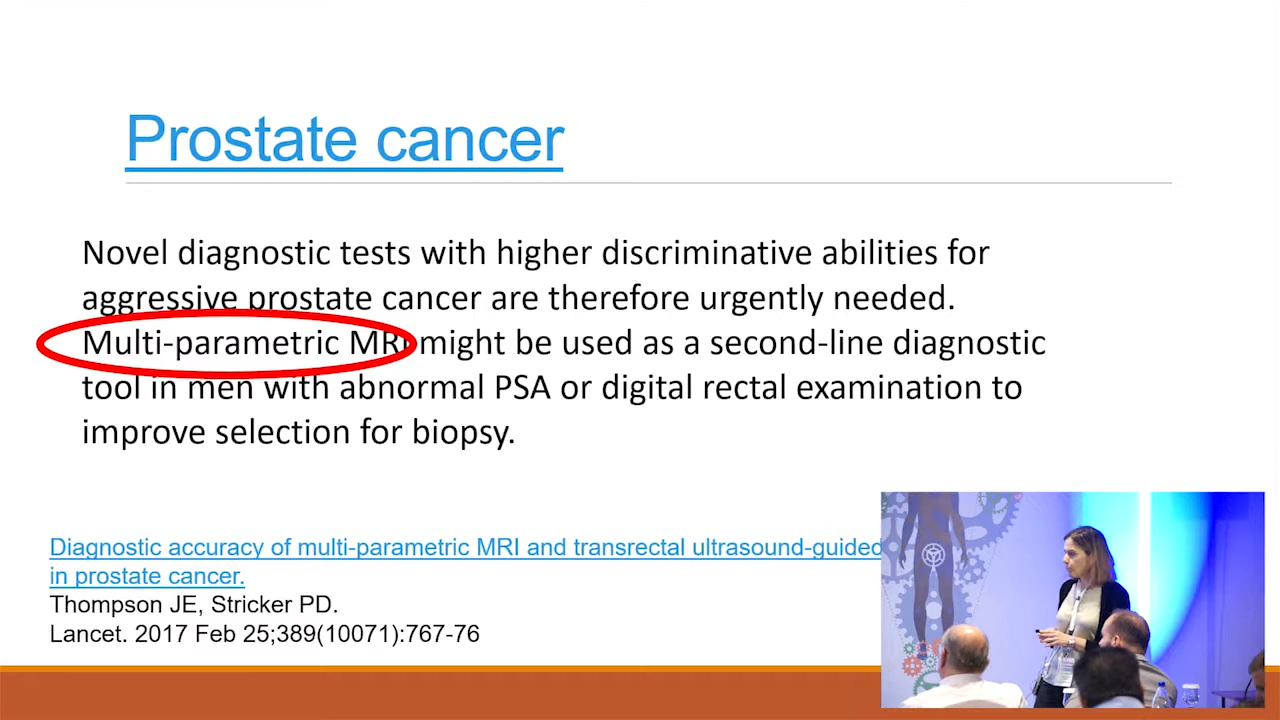 Prostate cancer
Novel diagnostic tests with higher discriminative abilities for
aggressive prostate cancer are therefore urgently needed.
Multi-parametric MRI might be used as a second-line diagnostic
tool in men with abnormal PSA or digital rectal examination to
improve selection for biopsy.
Diagnostic accuracy of multi-parametric MRI and transrectal ultrasound-guided
in prostate cancer.
Thompson JE, Stricker PD.
Lancet. 2017 Feb 25;389(10071):767-76